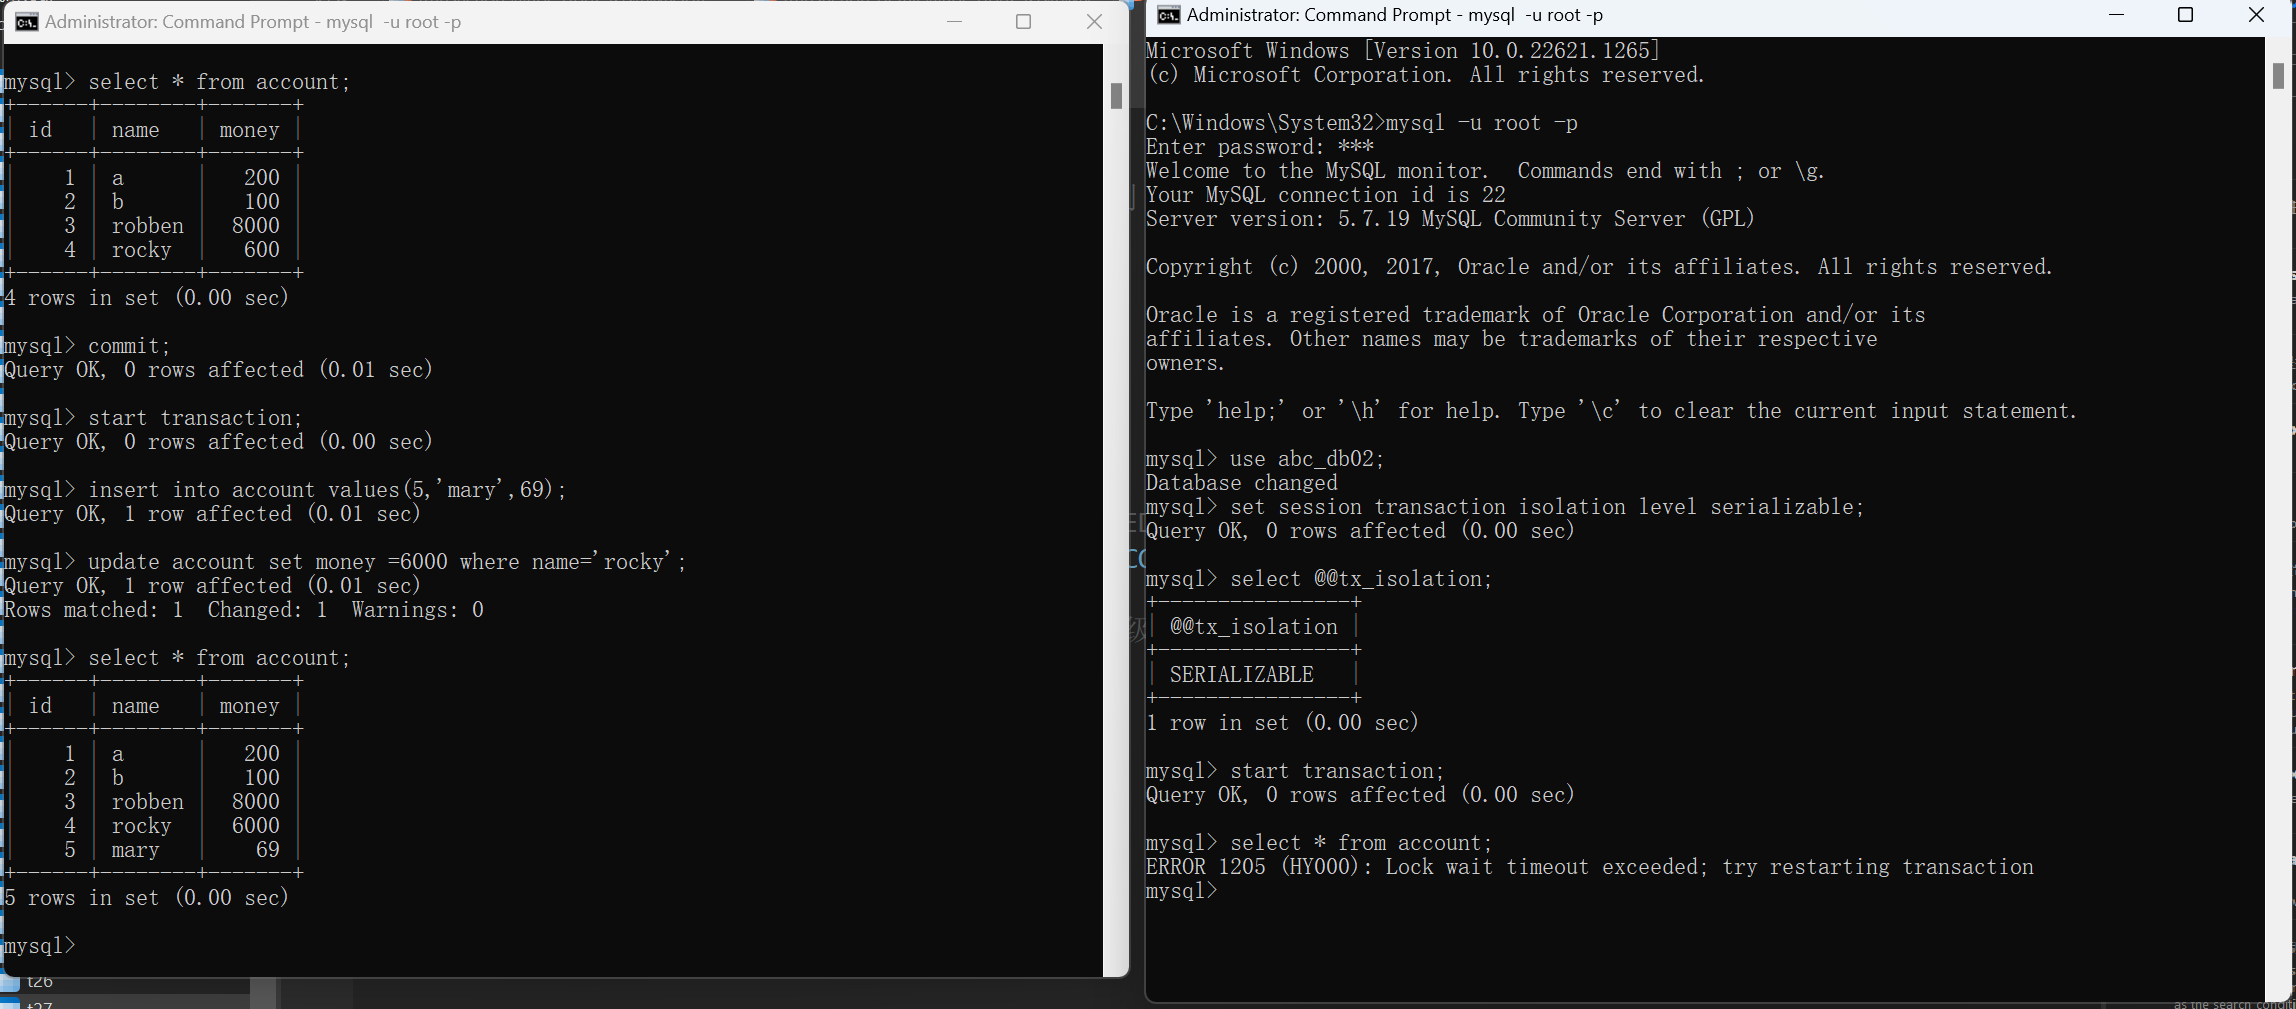 Administrator: Command Prompt - mysql  -u root -p
mysql> select * from account;
+------+--------+-------+
| id   | name   | money |
+------+--------+-------+
|    1 | a      |   200 |
|    2 | b      |   100 |
|    3 | robben |  8000 |
|    4 | rocky  |   600 |
+------+--------+-------+
4 rows in set (0.00 sec)
mysql> commit;
Query OK, 0 rows affected (0.01 sec)
mysql> start transaction;
Query OK, 0 rows affected (0.00 sec)
mysql> insert into account values(5,'mary',69);
Query OK, 1 row affected (0.01 sec)
mysql> update account set money =6000 where name='rocky';
Query OK, 1 row affected (0.01 sec)
Rows matched: 1  Changed: 1  Warnings: 0
mysql> select * from account;
+------+--------+-------+
| id   | name   | money |
+------+--------+-------+
|    1 | a      |   200 |
|    2 | b      |   100 |
|    3 | robben |  8000 |
|    4 | rocky  |  6000 |
|    5 | mary   |    69 |
+------+--------+-------+
5 rows in set (0.00 sec)
mysql>
t26
t27
Administrator: Command Prompt - mysql  -u root -p
Microsoft Windows [Version 10.0.22621.1265]
(c) Microsoft Corporation. All rights reserved.
C:\Windows\System32>mysql -u root -p
Enter password: ***
Welcome to the MySQL monitor.  Commands end with ; or \g.
Your MySQL connection id is 22
Server version: 5.7.19 MySQL Community Server (GPL)
Copyright (c) 2000, 2017, Oracle and/or its affiliates. All rights reserved.
Oracle is a registered trademark of Oracle Corporation and/or its
affiliates. Other names may be trademarks of their respective
owners.
Type 'help;' or '\h' for help. Type '\c' to clear the current input statement.
mysql> use abc_db02;
Database changed
mysql> set session transaction isolation level serializable;
Query OK, 0 rows affected (0.00 sec)
mysql> select @@tx_isolation;
+----------------+
| @@tx_isolation |
+----------------+
| SERIALIZABLE   |
+----------------+
1 row in set (0.00 sec)
mysql> start transaction;
Query OK, 0 rows affected (0.00 sec)
mysql> select * from account;
ERROR 1205 (HY000): Lock wait timeout exceeded; try restarting transaction
mysql>